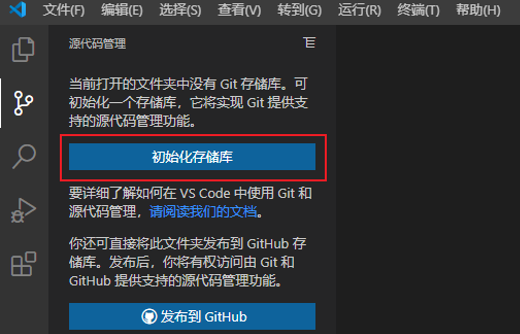 文件(F) 编辑(E) 选择(S) 查看(V) 转到(G) 运行(R) 终端(T) 帮助(H)
源代码管理
当前打开的文件夹中没有 Git 存储库。可
初始化一个存储库，它将实现 Git 提供支
持的源代码管理功能。
初始化存储库
要详细了解如何在 VS Code 中使用 Git 和
源代码管理，请阅读我们的文档。
你还可直接将此文件夹发布到 GitHub 存
储库。发布后，你将有权访问由 Git 和
GitHub 提供支持的源代码管理功能。
发布到 GitHub